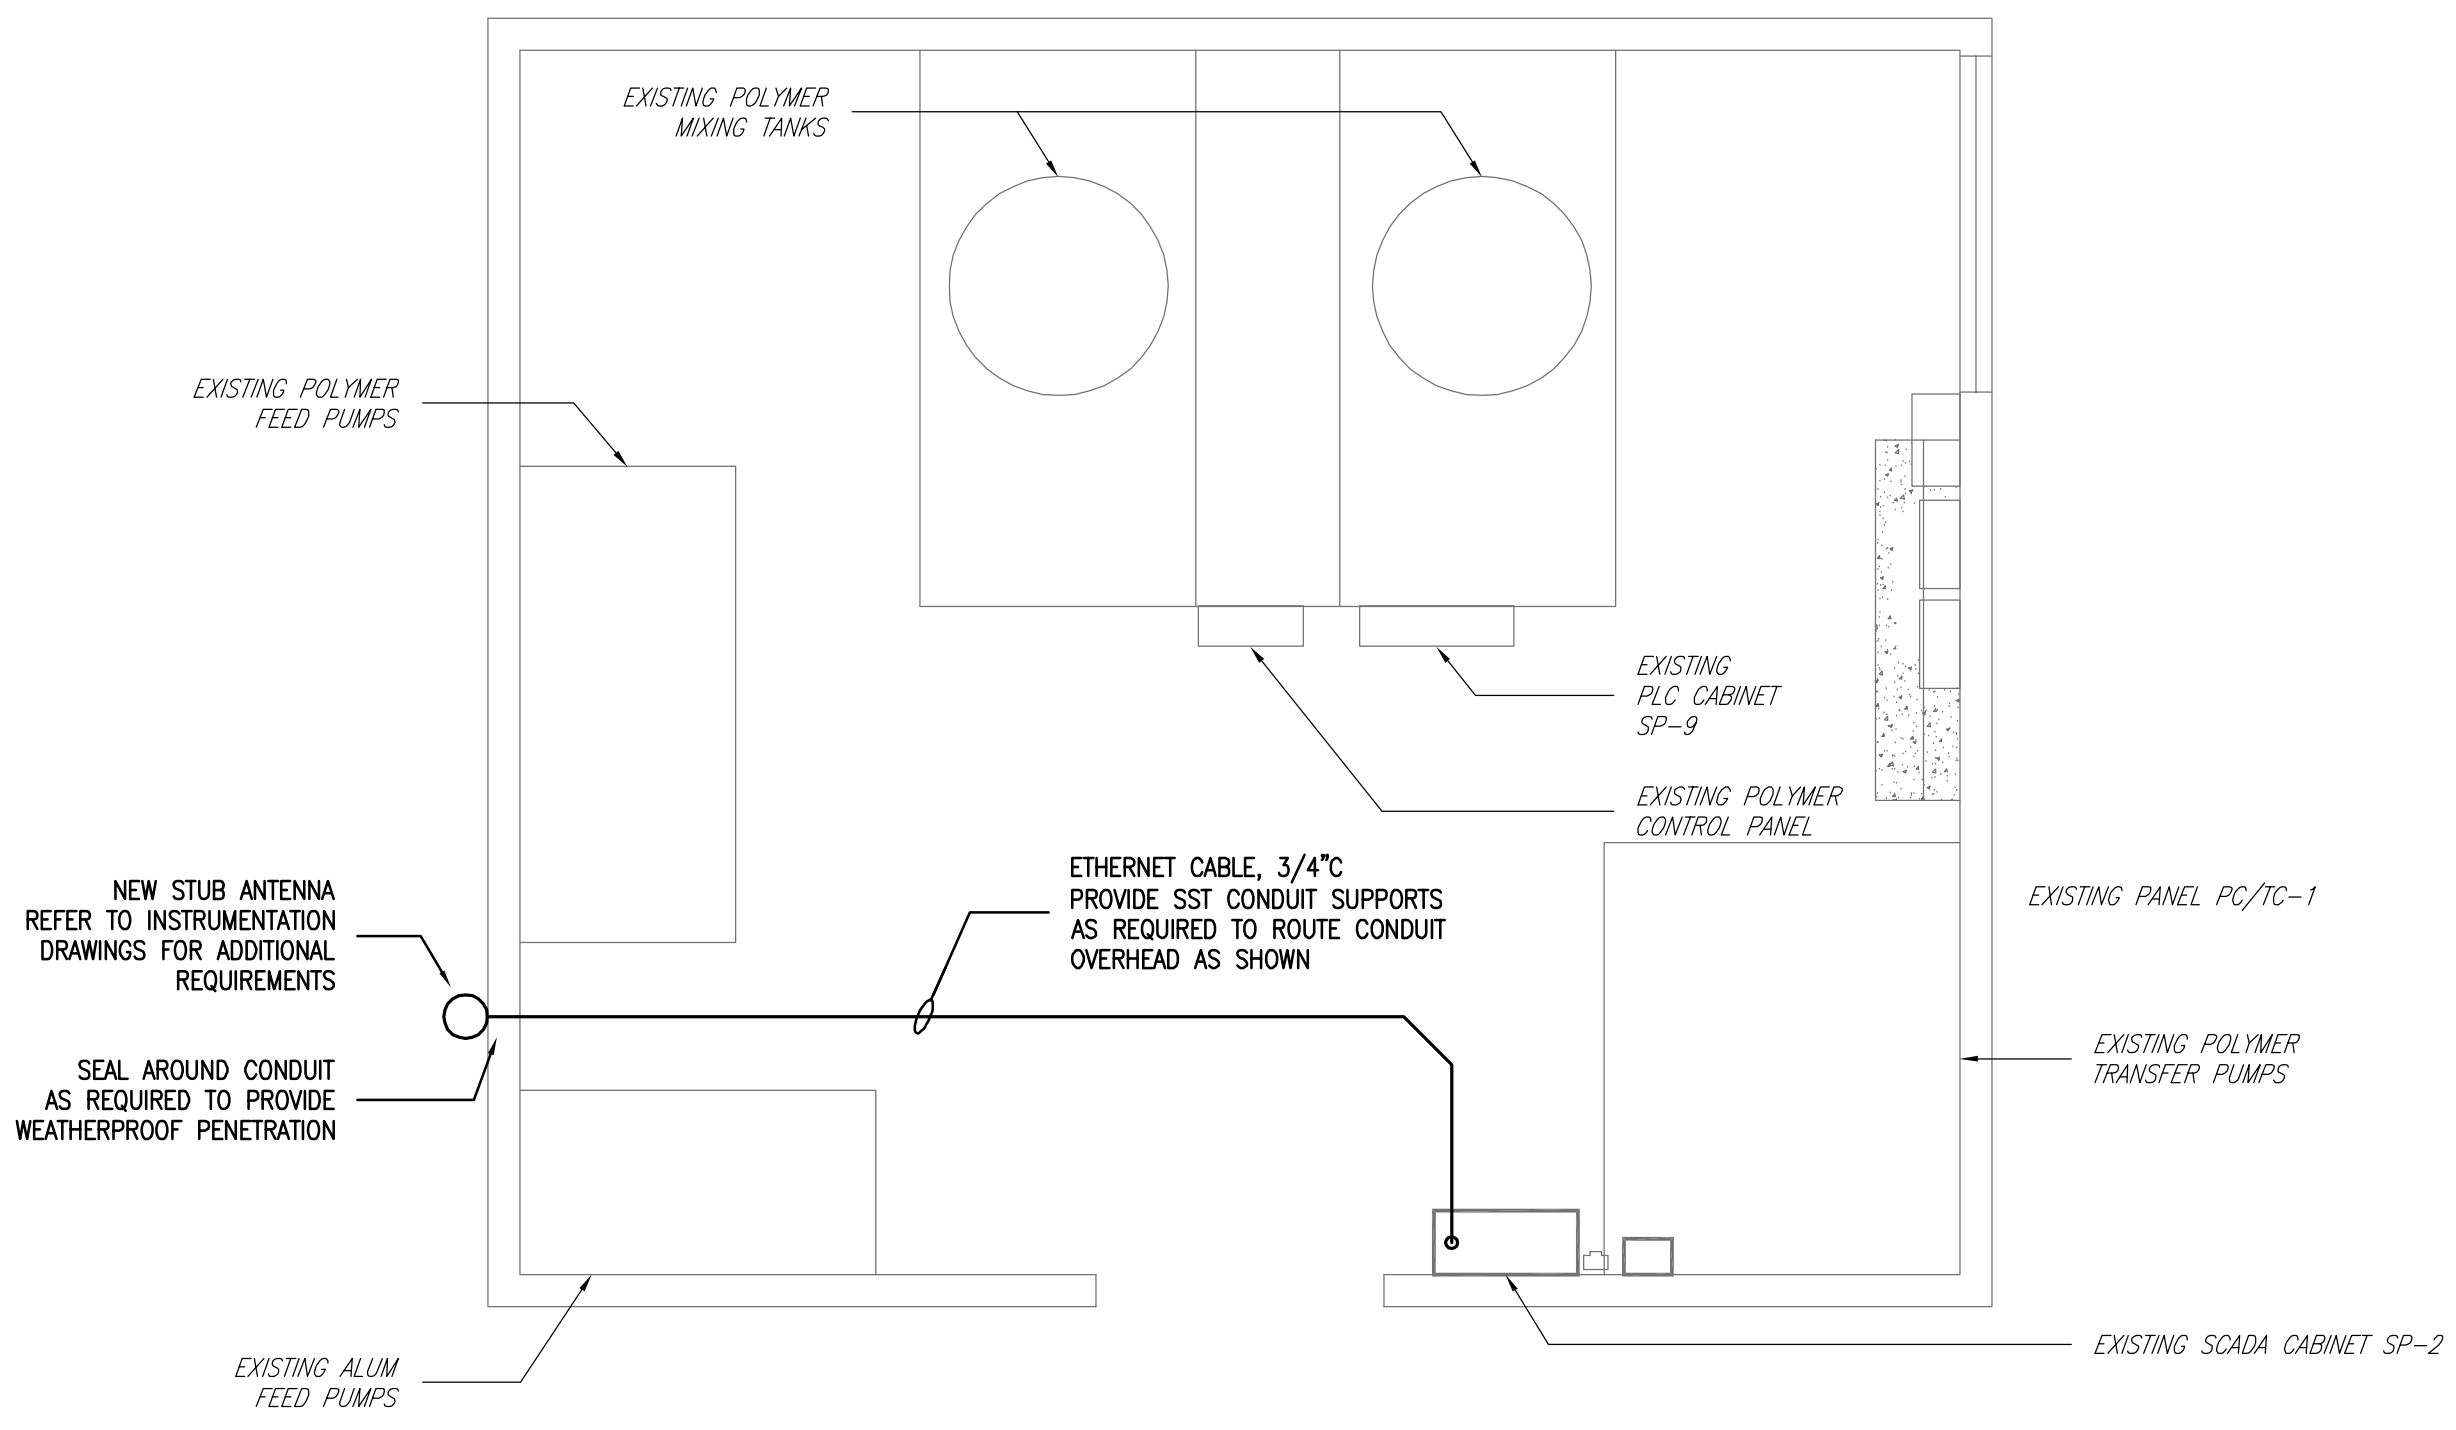 EXISTING POLYMER
MIXING TANKS
EXISTING POLYMER
FEED PUMPS
EXISTING
PLC CABINET
SP-9
EXISTING POLYMER
CONTROL PANEL
ETHERNET CABLE, 3/4"C
PROVIDE SST CONDUIT SUPPORTS
AS REQUIRED TO ROUTE CONDUIT
OVERHEAD AS SHOWN
NEW STUB ANTENNA
REFER TO INSTRUMENTATION
DRAWINGS FOR ADDITIONAL
REQUIREMENTS
EXISTING PANEL PC/TC-1
SEAL AROUND CONDUIT
AS REQUIRED TO PROVIDE
WEATHERPROOF PENETRATION
EXISTING POLYMER
TRANSFER PUMPS
EXISTING SCADA CABINET SP-2
EXISTING ALUM
FEED PUMPS